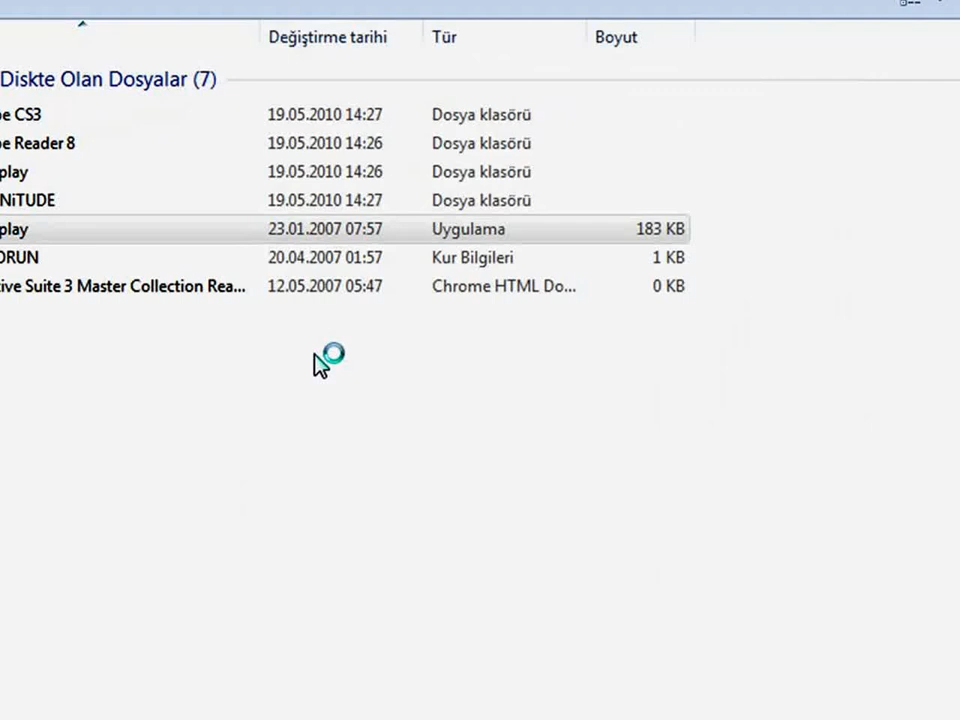 Değiştirme tarihi Tür Boyut
Diskte Olan Dosyalar (7)
be CS3 19.05.2010 14:27 Dosya klasörü
be Reader 8 19.05.2010 14:26 Dosya klasörü
play 19.05.2010 14:26 Dosya klasörü
NiTUDE 19.05.2010 14:27 Dosya klasörü
play 23.01.2007 07:57 Uygulama 183 KB
ORUN 20.04.2007 01:57 Kur Bilgileri 1 KB
tive Suite 3 Master Collection Rea... 12.05.2007 05:47 Chrome HTML Do... 0 KB